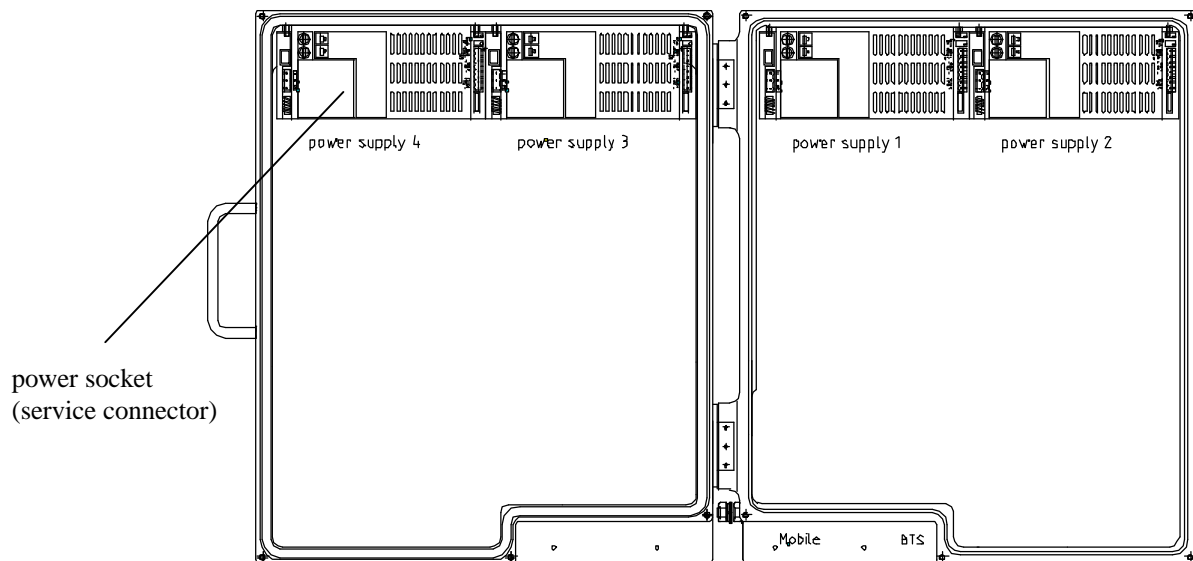 power supply 4
power supply 3
power supply 1
power supply 2
power socket
(service connector)
Mobile
BTS